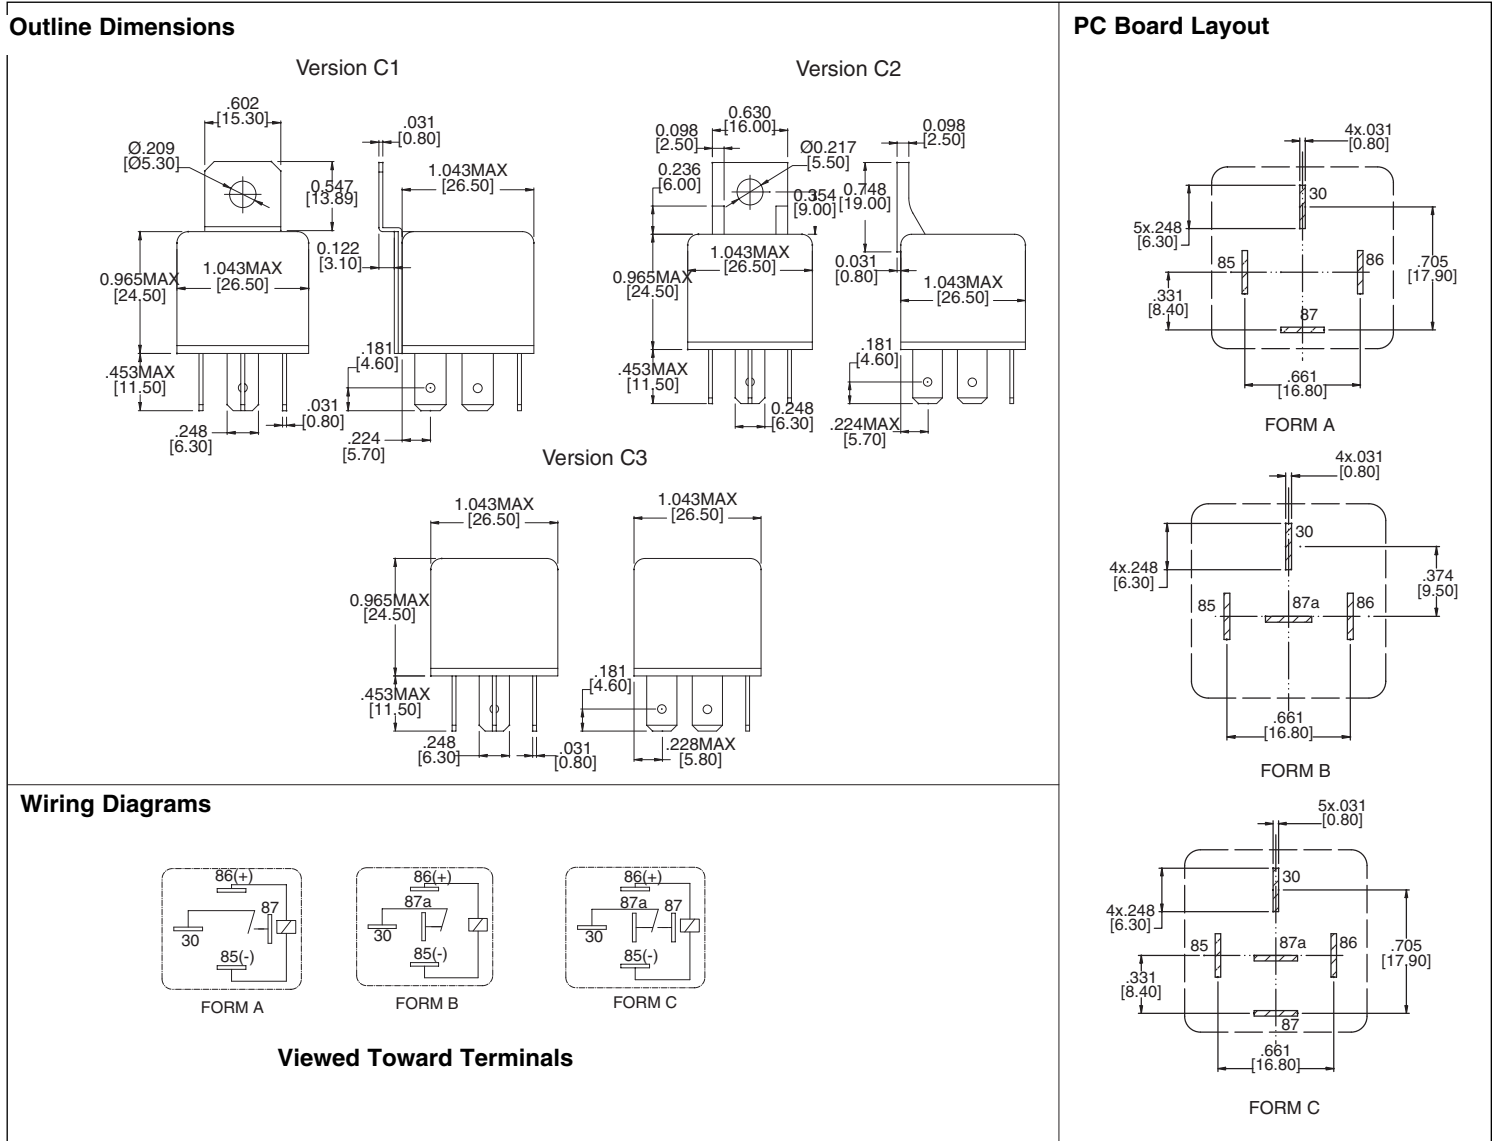 Outline Dimensions
Version C1
.602
[15.30]
.031
[0.80]
Ø.209
[Ø5.30]
0.547
[13.89]
1.043MAX
[26.50]
0.122
[3.10]
0.965MAX
[24.50]
1.043MAX
[26.50]
.453MAX
[11.50]
.181
[4.60]
.031
[0.80]
.248
[6.30]
.224
[5.70]
Version C2
0.630
[16.00]
0.098
[2.50]
0.098
[2.50]
Ø0.217
[5.50]
0.236
[6.00]
0.354
[9.00]
0.748
[19.00]
1.043MAX
[26.50]
0.031
[0.80]
0.965MAX
[24.50]
1.043MAX
[26.50]
.181
[4.60]
.453MAX
[11.50]
0.248
[6.30]
.224MAX
[5.70]
Version C3
1.043MAX
[26.50]
1.043MAX
[26.50]
0.965MAX
[24.50]
.181
[4.60]
.453MAX
[11.50]
.248
[6.30]
.031
[0.80]
.228MAX
[5.80]
Wiring Diagrams
86(+)
87
30
85(-)
FORM A
86(+)
87a
30
85(-)
FORM B
86(+)
87a
87
30
85(-)
FORM C
Viewed Toward Terminals
PC Board Layout
4x.031
[0.80]
30
5x.248
[6.30]
85
86
.705
[17.90]
.331
[8.40]
87
.661
[16.80]
FORM A
4x.031
[0.80]
30
4x.248
[6.30]
.374
[9.50]
85
87a
86
.661
[16.80]
FORM B
5x.031
[0.80]
30
4x.248
[6.30]
85
87a
86
.705
[17.90]
.331
[8.40]
87
.661
[16.80]
FORM C